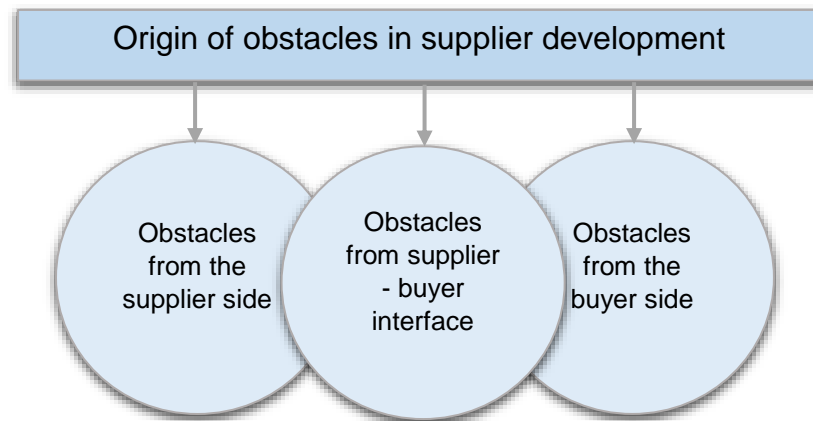 Origin of obstacles in supplier development
Obstacles
from the
supplier side
Obstacles
from supplier
- buyer
interface
Obstacles
from the
buyer side